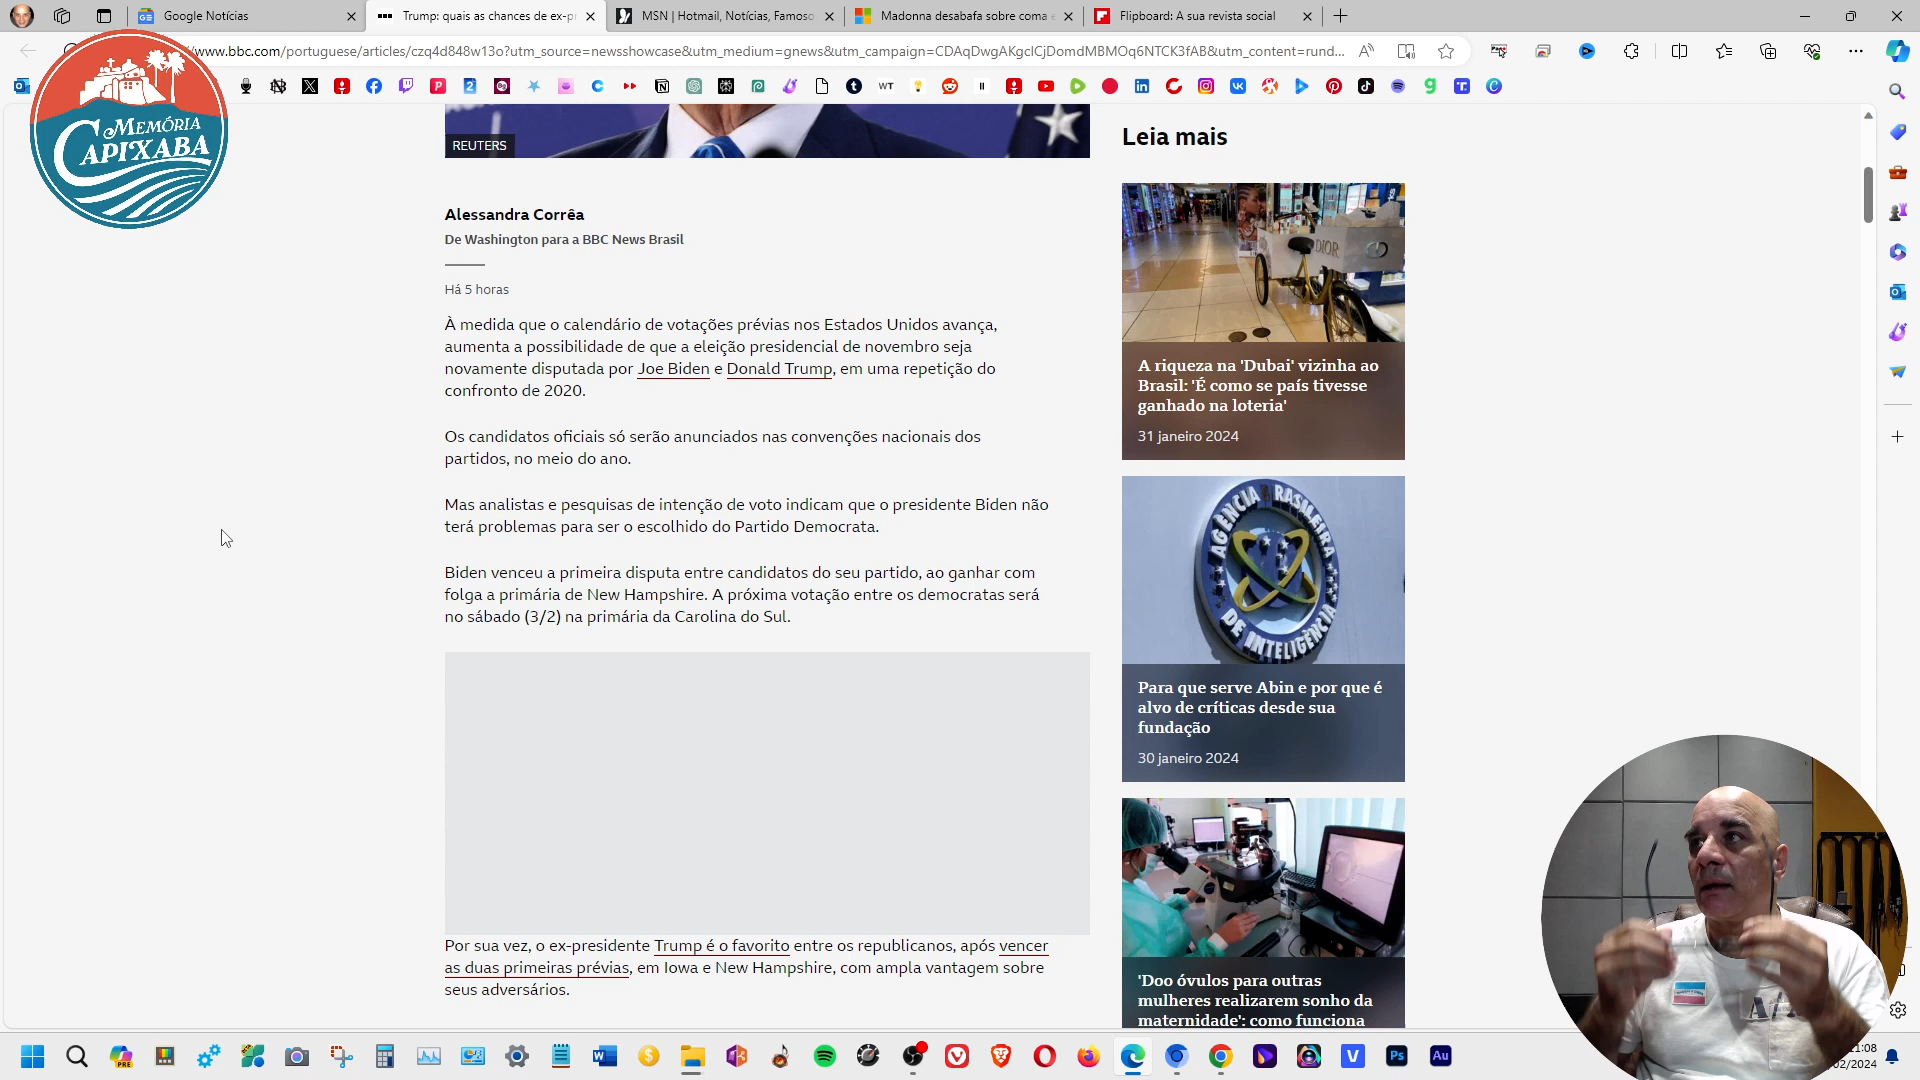 Google Notícias
Trump: quais as chances de ex-pr
MSN | Hotmail, Notícias, Famoso
Madonna desabafa sobre coma e
Flipboard: A sua revista social
www.bbc.com/portuguese/articles/czq4d848w13o?utm_source=newsshowcase&utm_medium=gnews&utm_campaign=CDAqDwgAKgcICjDomdMBMOq6NTCK3fAB&utm_content=rund...
MEMÓRIA
CAPIXABA
REUTERS
Alessandra Corrêa
De Washington para a BBC News Brasil
Há 5 horas
À medida que o calendário de votações prévias nos Estados Unidos avança,
aumenta a possibilidade de que a eleição presidencial de novembro seja
novamente disputada por Joe Biden e Donald Trump, em uma repetição do
confronto de 2020.
Os candidatos oficiais só serão anunciados nas convenções nacionais dos
partidos, no meio do ano.
Mas analistas e pesquisas de intenção de voto indicam que o presidente Biden não
terá problemas para ser o escolhido do Partido Democrata.
Biden venceu a primeira disputa entre candidatos do seu partido, ao ganhar com
folga a primária de New Hampshire. A próxima votação entre os democratas será
no sábado (3/2) na primária da Carolina do Sul.
Por sua vez, o ex-presidente Trump é o favorito entre os republicanos, após vencer
as duas primeiras prévias, em Iowa e New Hampshire, com ampla vantagem sobre
seus adversários.
Leia mais
DIOR
A riqueza na 'Dubai' vizinha ao
Brasil: 'É como se país tivesse
ganhado na loteria'
31 janeiro 2024
AGÊNCIA BRASILEIRA
DE INTELIGÊNCIA
Para que serve Abin e por que é
alvo de críticas desde sua
fundação
30 janeiro 2024
'Doo óvulos para outras
mulheres realizarem sonho da
maternidade': como funciona